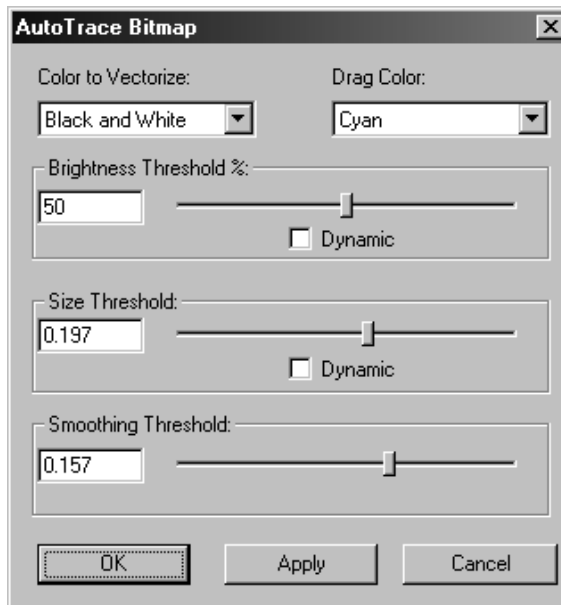 AutoTrace Bitmap
Color to Vectorize: Drag Color:
Black and White Cyan
Brightness Threshold %:
50
Dynamic
Size Threshold:
0.197
Dynamic
Smoothing Threshold:
0.157
OK Apply Cancel